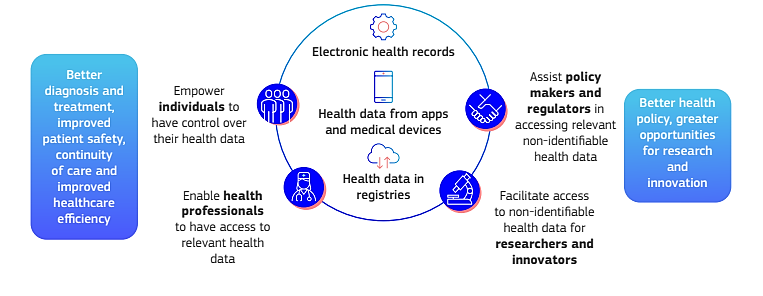 Better
diagnosis and
treatment,
improved
patient safety,
continuity
of care and
improved
healthcare
efficiency
Empower
individuals to
have control over
their health data
Enable health
professionals
to have access to
relevant health
data
Electronic health records
Health data from apps
and medical devices
Health data in
registries
Assist policy
makers and
regulators in
accessing relevant
non-identifiable
health data
Facilitate access
to non-identifiable
health data for
researchers and
innovators
Better health
policy, greater
opportunities
for research
and
innovation